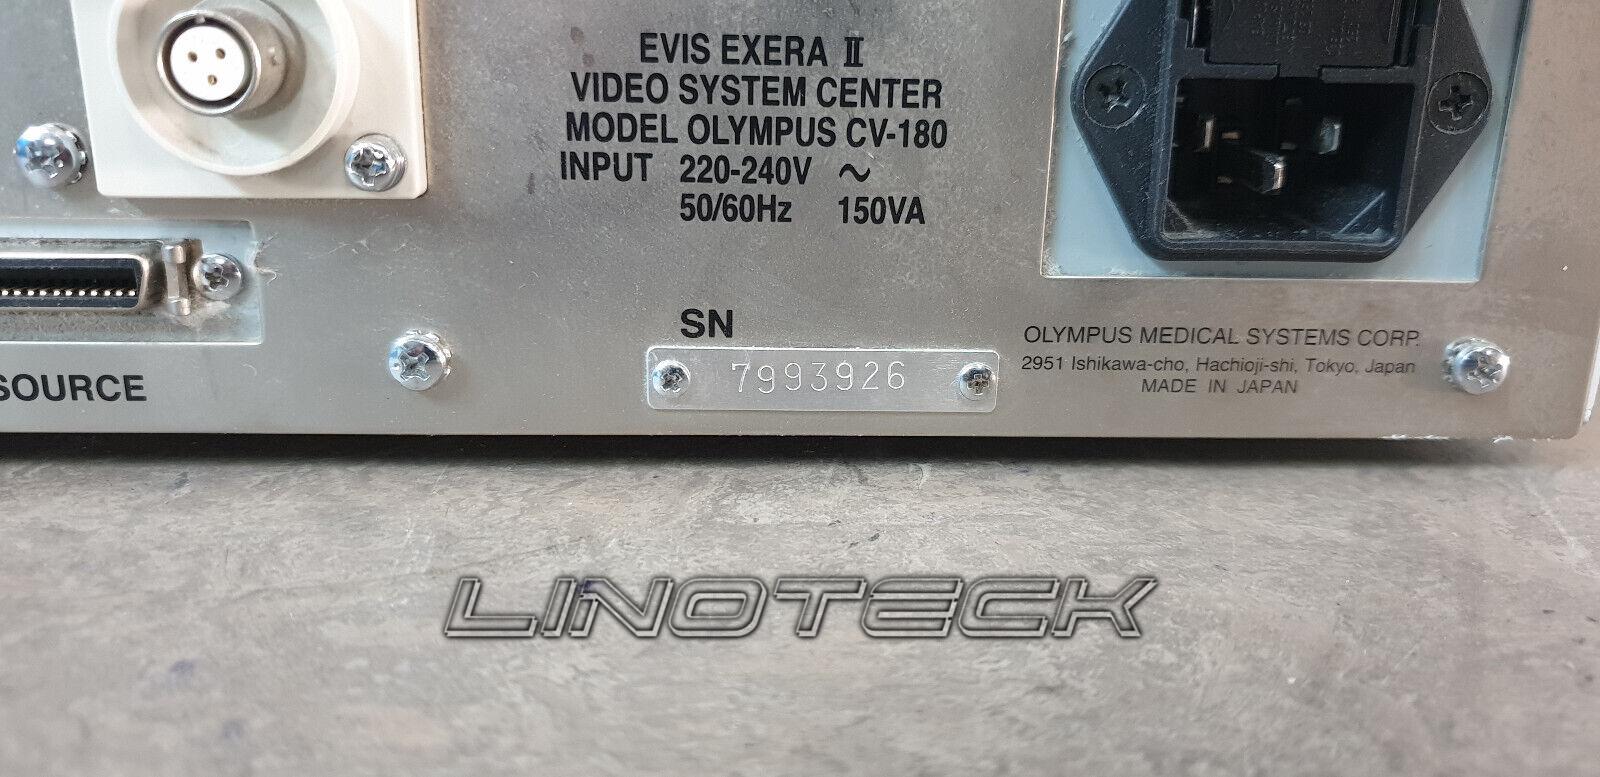 EVIS EXERA II
VIDEO SYSTEM CENTER
MODEL OLYMPUS CV-180
INPUT 220-240V ~
50/60Hz 150VA
SN
7993926
OLYMPUS MEDICAL SYSTEMS CORP.
2951 Ishikawa-cho, Hachioji-shi, Tokyo, Japan
MADE IN JAPAN
SOURCE
LINOTECK